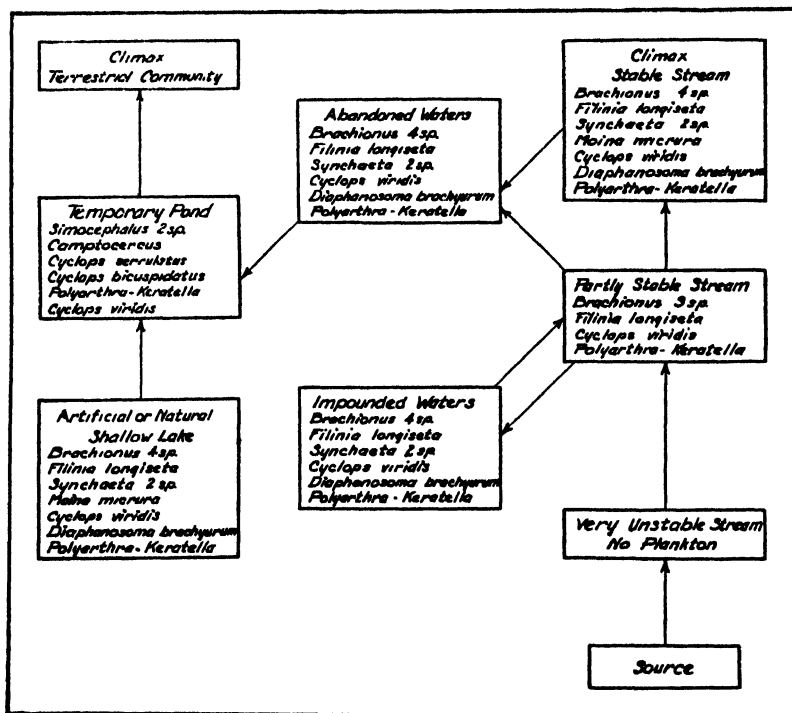 Climax
Terrestrial Community
Temporary Pond
Simocephalus 2 sp.
Camptocercus
Cyclops serrulatus
Cyclops bicuspidatus
Polyarthra-Keratella
Cyclops viridis
Artificial or Natural
Shallow Lake
Brachionus 4 sp.
Filinia longiseta
Synchaeta 2 sp.
Moina micrura
Cyclops viridis
Diaphanosoma brachyurum
Polyarthra-Keratella
Abandoned Waters
Brachionus 4 sp.
Filinia longiseta
Synchaeta 2 sp.
Cyclops viridis
Diaphanosoma brachyurum
Polyarthra-Keratella
Impounded Waters
Brachionus 4 sp.
Filinia longiseta
Synchaeta 2 sp.
Cyclops viridis
Diaphanosoma brachyurum
Polyarthra-Keratella
Climax
Stable Stream
Brachionus 4 sp.
Filinia longiseta
Synchaeta 2 sp.
Moina micrura
Cyclops viridis
Diaphanosoma brachyurum
Polyarthra-Keratella
Partly Stable Stream
Brachionus 3 sp.
Filinia longiseta
Cyclops viridis
Polyarthra-Keratella
Very Unstable Stream
No Plankton
Source